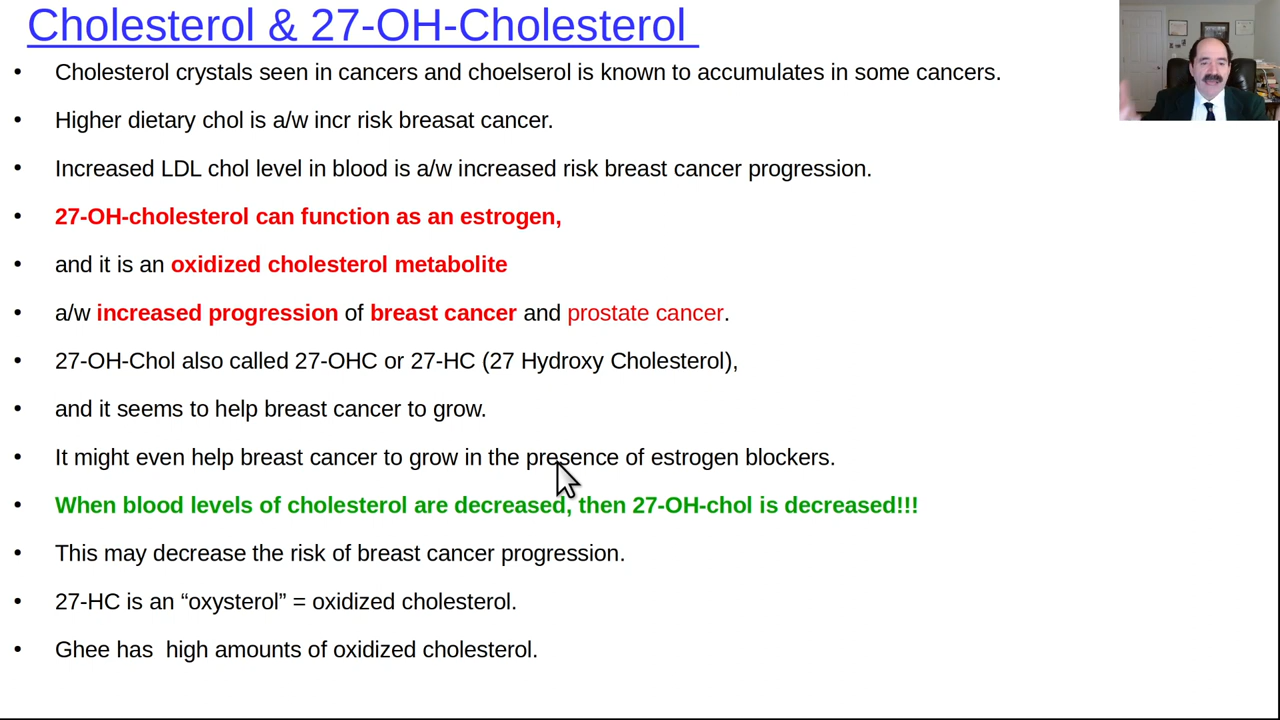 Cholesterol & 27-OH-Cholesterol
• Cholesterol crystals seen in cancers and choelserol is known to accumulates in some cancers.
• Higher dietary chol is a/w incr risk breasat cancer.
• Increased LDL chol level in blood is a/w increased risk breast cancer progression.
• 27-OH-cholesterol can function as an estrogen,
• and it is an oxidized cholesterol metabolite
• a/w increased progression of breast cancer and prostate cancer.
• 27-OH-Chol also called 27-OHC or 27-HC (27 Hydroxy Cholesterol),
• and it seems to help breast cancer to grow.
• It might even help breast cancer to grow in the presence of estrogen blockers.
• When blood levels of cholesterol are decreased, then 27-OH-chol is decreased!!!
• This may decrease the risk of breast cancer progression.
• 27-HC is an “oxysterol” = oxidized cholesterol.
• Ghee has  high amounts of oxidized cholesterol.